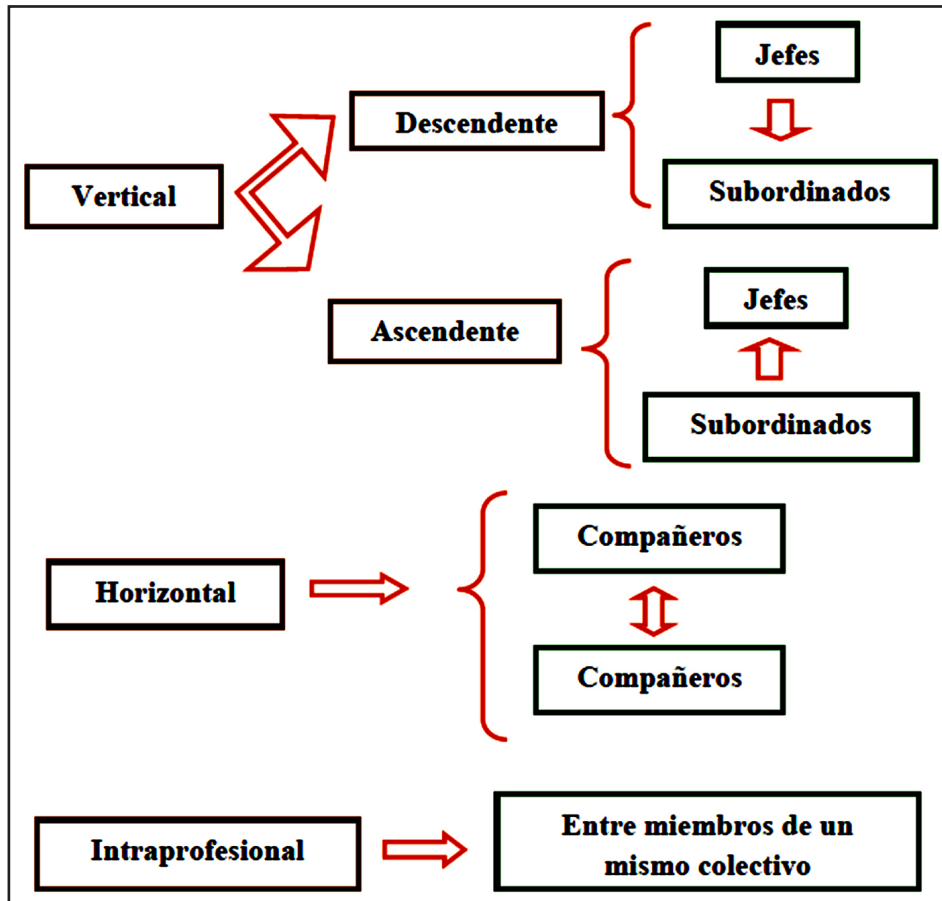 Vertical
Descendente
Jefes
Subordinados
Ascendente
Jefes
Subordinados
Horizontal
Compañeros
Compañeros
Intraprofesional
Entre miembros de un
mismo colectivo